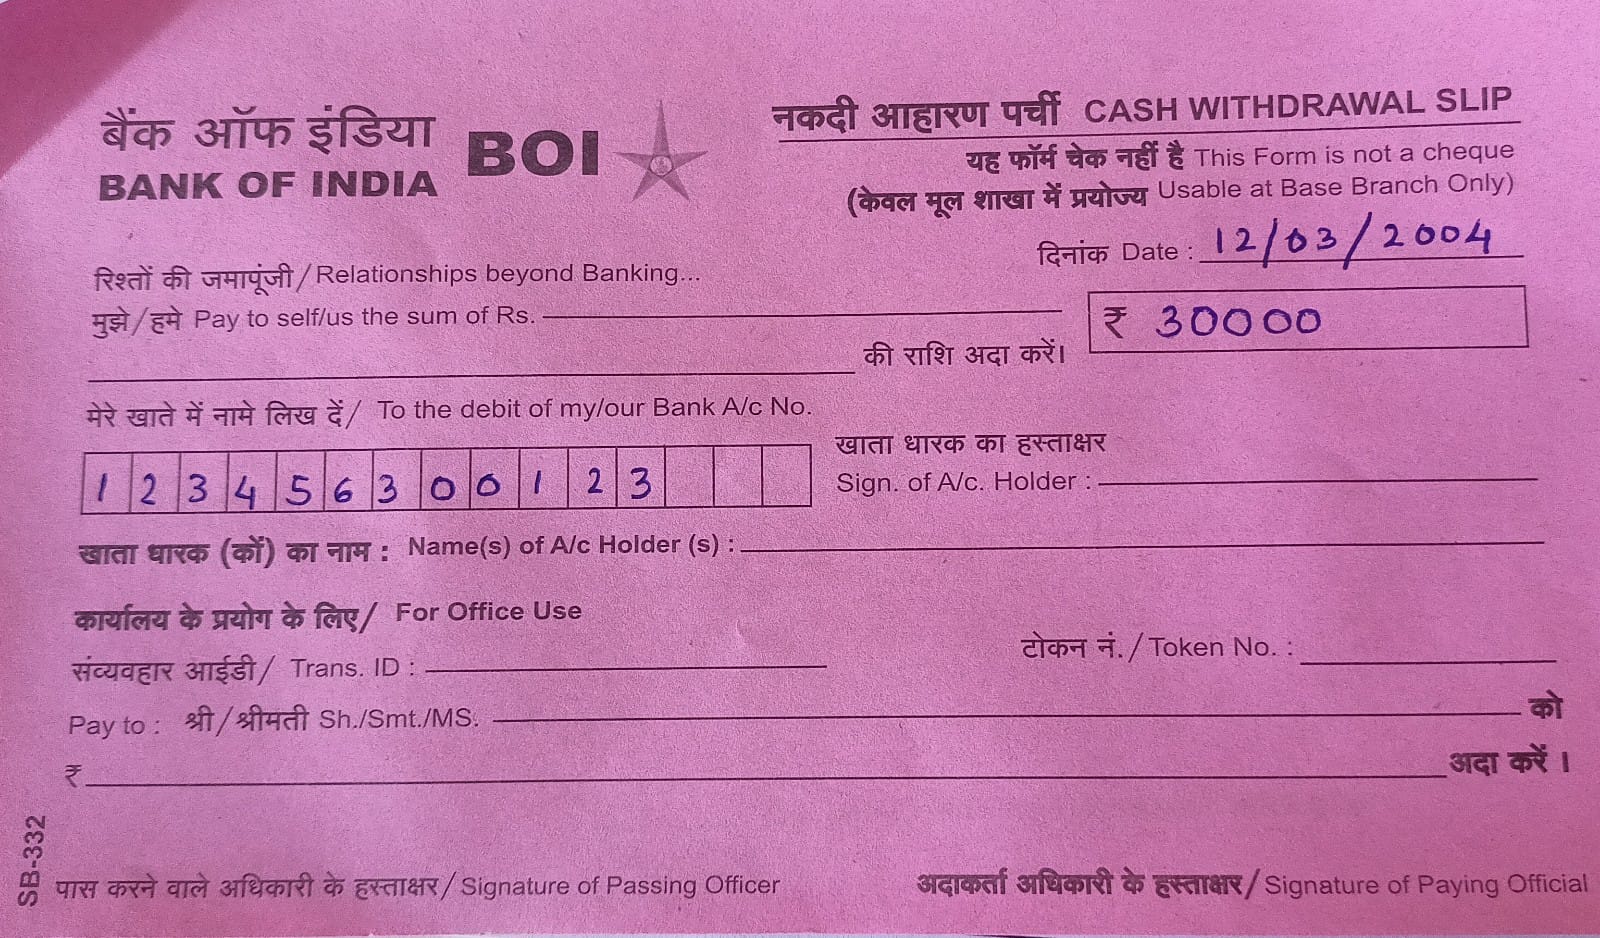 बैंक ऑफ इंडिया BOI
BANK OF INDIA
नकदी आहारण पर्ची CASH WITHDRAWAL SLIP
यह फॉर्म चेक नहीं है This Form is not a cheque
(केवल मूल शाखा में प्रयोज्य Usable at Base Branch Only)
दिनांक Date : 12/03/2004
रिश्तों की जमापूंजी/Relationships beyond Banking...
मुझे/हमे Pay to self/us the sum of Rs.
₹ 30000
की राशि अदा करें।
मेरे खाते में नामे लिख दें/ To the debit of my/our Bank A/c No.
1 2 3 4 5 6 3 0 0 1 2 3
खाता धारक का हस्ताक्षर
Sign. of A/c. Holder :
खाता धारक (कों) का नाम : Name(s) of A/c Holder (s) :
कार्यालय के प्रयोग के लिए/ For Office Use
संव्यवहार आईडी/ Trans. ID :
टोकन नं./Token No. :
Pay to : श्री/श्रीमती Sh./Smt./MS. को
₹ अदा करें ।
SB-332
पास करने वाले अधिकारी के हस्ताक्षर/Signature of Passing Officer
अदाकर्ता अधिकारी के हस्ताक्षर/Signature of Paying Official